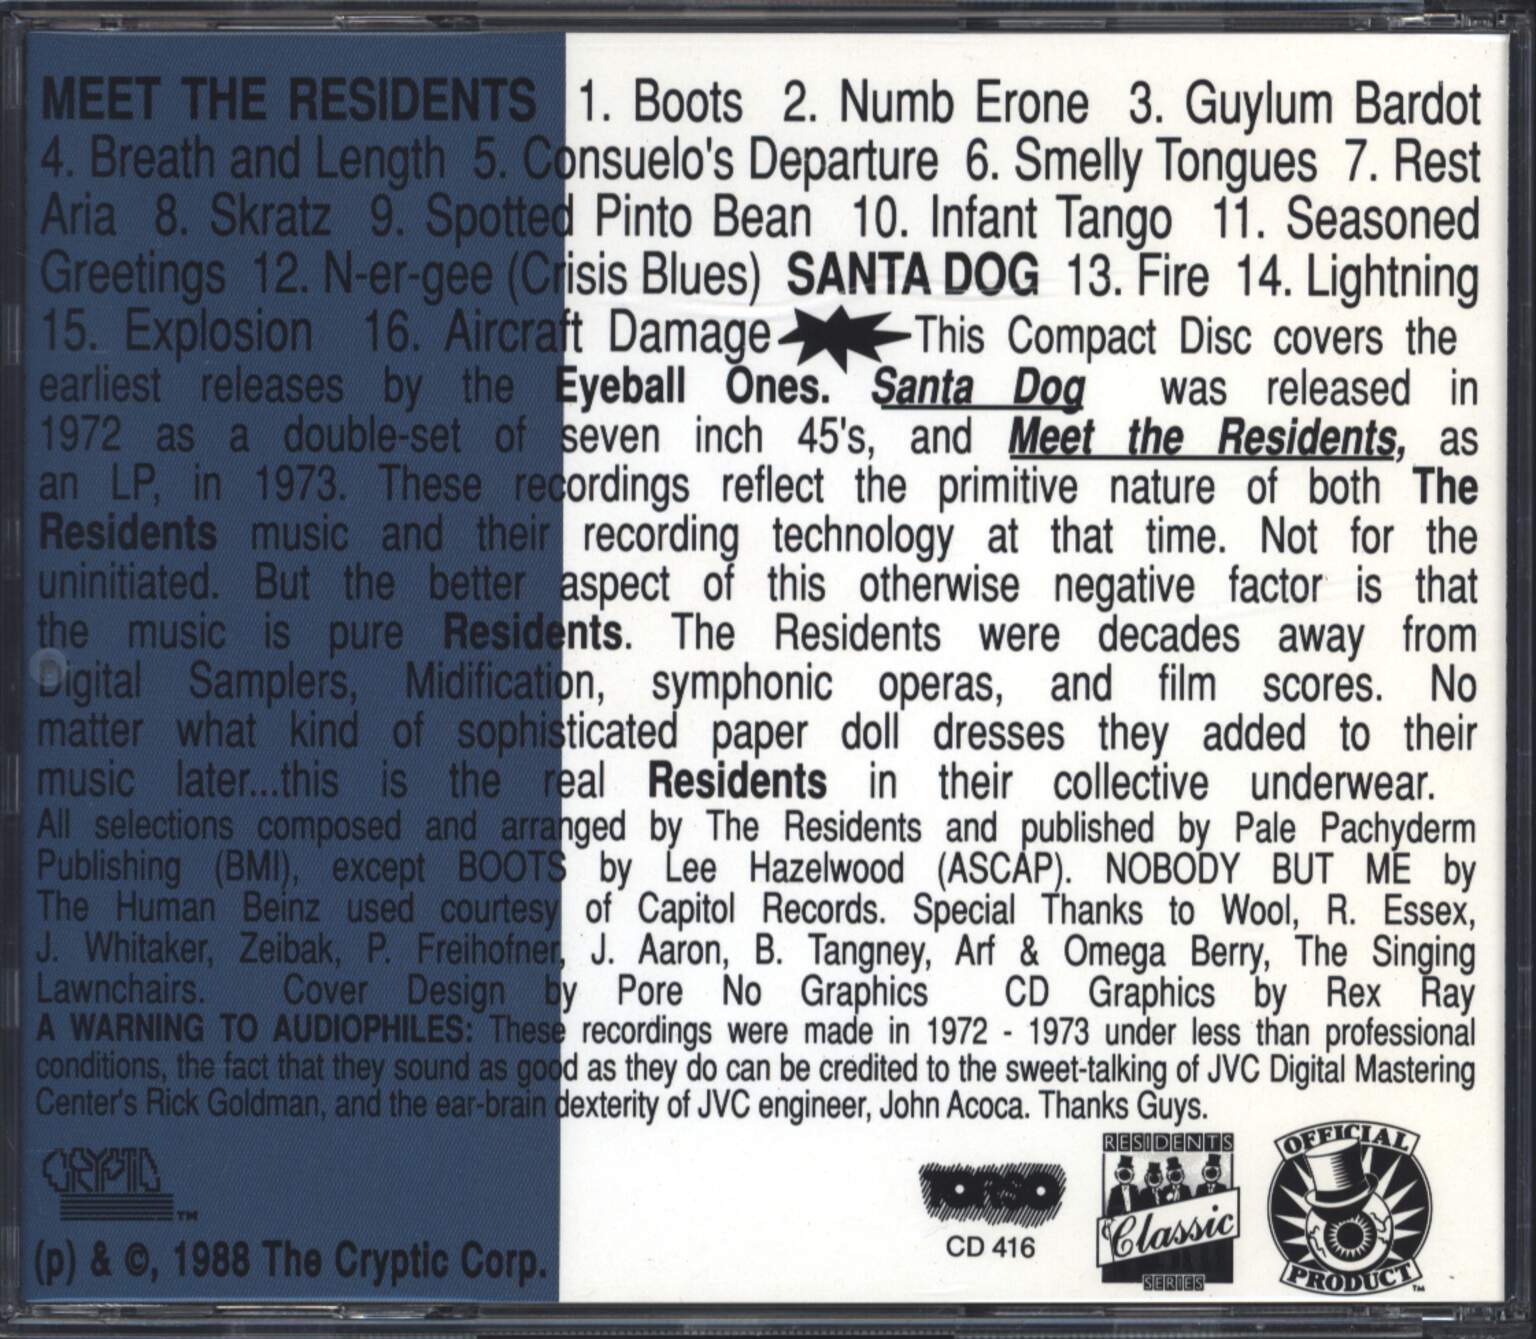 MEET THE RESIDENTS 1. Boots 2. Numb Erone 3. Guylum Bardot
4. Breath and Length 5. Consuelo's Departure 6. Smelly Tongues 7. Rest
Aria 8. Skratz 9. Spotted Pinto Bean 10. Infant Tango 11. Seasoned
Greetings 12. N-er-gee (Crisis Blues) SANTA DOG 13. Fire 14. Lightning
15. Explosion 16. Aircraft Damage This Compact Disc covers the
earliest releases by the Eyeball Ones. Santa Dog was released in
1972 as a double-set of seven inch 45's, and Meet the Residents, as
an LP, in 1973. These recordings reflect the primitive nature of both The
Residents music and their recording technology at that time. Not for the
uninitiated. But the better aspect of this otherwise negative factor is that
the music is pure Residents. The Residents were decades away from
Digital Samplers, Midification, symphonic operas, and film scores. No
matter what kind of sophisticated paper doll dresses they added to their
music later...this is the real Residents in their collective underwear.
All selections composed and arranged by The Residents and published by Pale Pachyderm
Publishing (BMI), except BOOTS by Lee Hazelwood (ASCAP). NOBODY BUT ME by
The Human Beinz used courtesy of Capitol Records. Special Thanks to Wool, R. Essex,
J. Whitaker, Zeibak, P. Freihofner, J. Aaron, B. Tangney, Arf & Omega Berry, The Singing
Lawnchairs. Cover Design by Pore No Graphics CD Graphics by Rex Ray
A WARNING TO AUDIOPHILES: These recordings were made in 1972 - 1973 under less than professional
conditions, the fact that they sound as good as they do can be credited to the sweet-talking of JVC Digital Mastering
Center's Rick Goldman, and the ear-brain dexterity of JVC engineer, John Acoca. Thanks Guys.
CRYPTIC TM
TORSO
CD 416
RESIDENTS
Classic
SERIES
OFFICIAL
PRODUCT TM
(p) & ©, 1988 The Cryptic Corp.